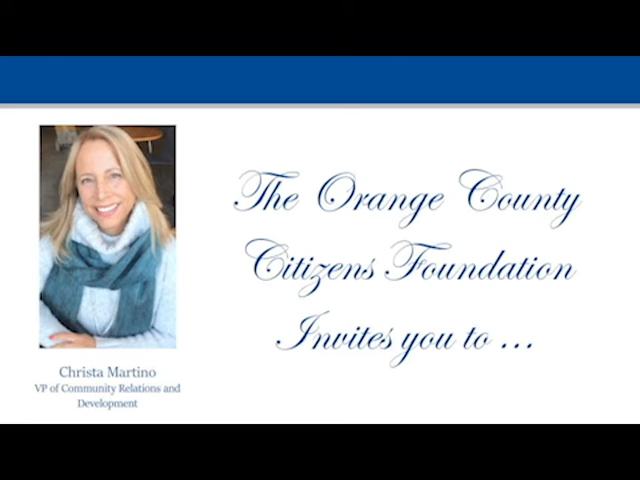 The Orange County
Citizens Foundation
Invites you to ...
Christa Martino
VP of Community Relations and
Development